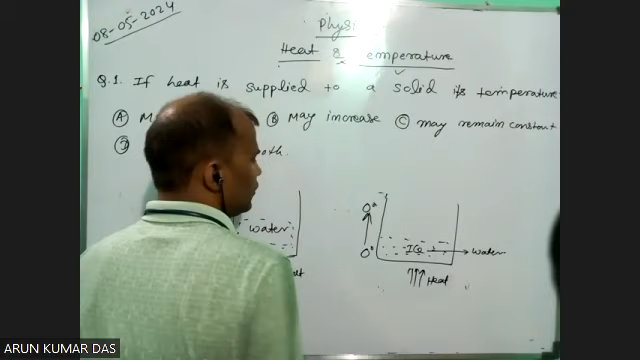 08-05-2024
Physi
Heat & emperature
Q.1. If heat is supplied to a solid its temperature
Ⓐ M Ⓑ May increase Ⓒ may remain constant
Ⓓ oth.
0°
water
0° Ice → water
Heat
ARUN KUMAR DAS